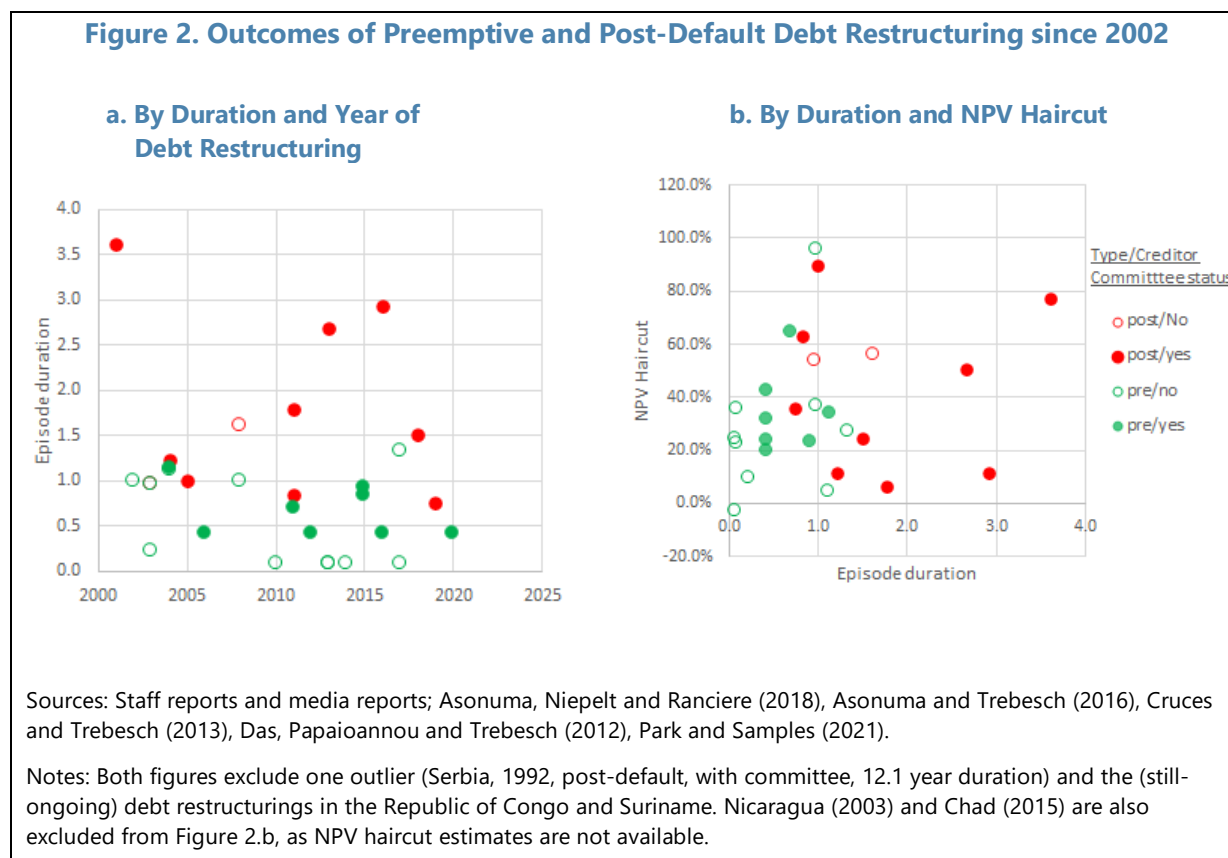 Figure 2. Outcomes of Preemptive and Post-Default Debt Restructuring since 2002
a. By Duration and Year of
Debt Restructuring
4.0
3.5
3.0
2.5
2.0
1.5
1.0
0.5
0.0
Episode duration
2000 2005 2010 2015 2020 2025
b. By Duration and NPV Haircut
120.0%
100.0%
80.0%
60.0%
40.0%
20.0%
0.0%
-20.0%
NPV Haircut
0.0 1.0 2.0 3.0 4.0
Episode duration
Type/Creditor
Committtee status
post/No
post/yes
pre/no
pre/yes
Sources: Staff reports and media reports; Asonuma, Niepelt and Ranciere (2018), Asonuma and Trebesch (2016), Cruces
and Trebesch (2013), Das, Papaioannou and Trebesch (2012), Park and Samples (2021).
Notes: Both figures exclude one outlier (Serbia, 1992, post-default, with committee, 12.1 year duration) and the (still-
ongoing) debt restructurings in the Republic of Congo and Suriname. Nicaragua (2003) and Chad (2015) are also
excluded from Figure 2.b, as NPV haircut estimates are not available.